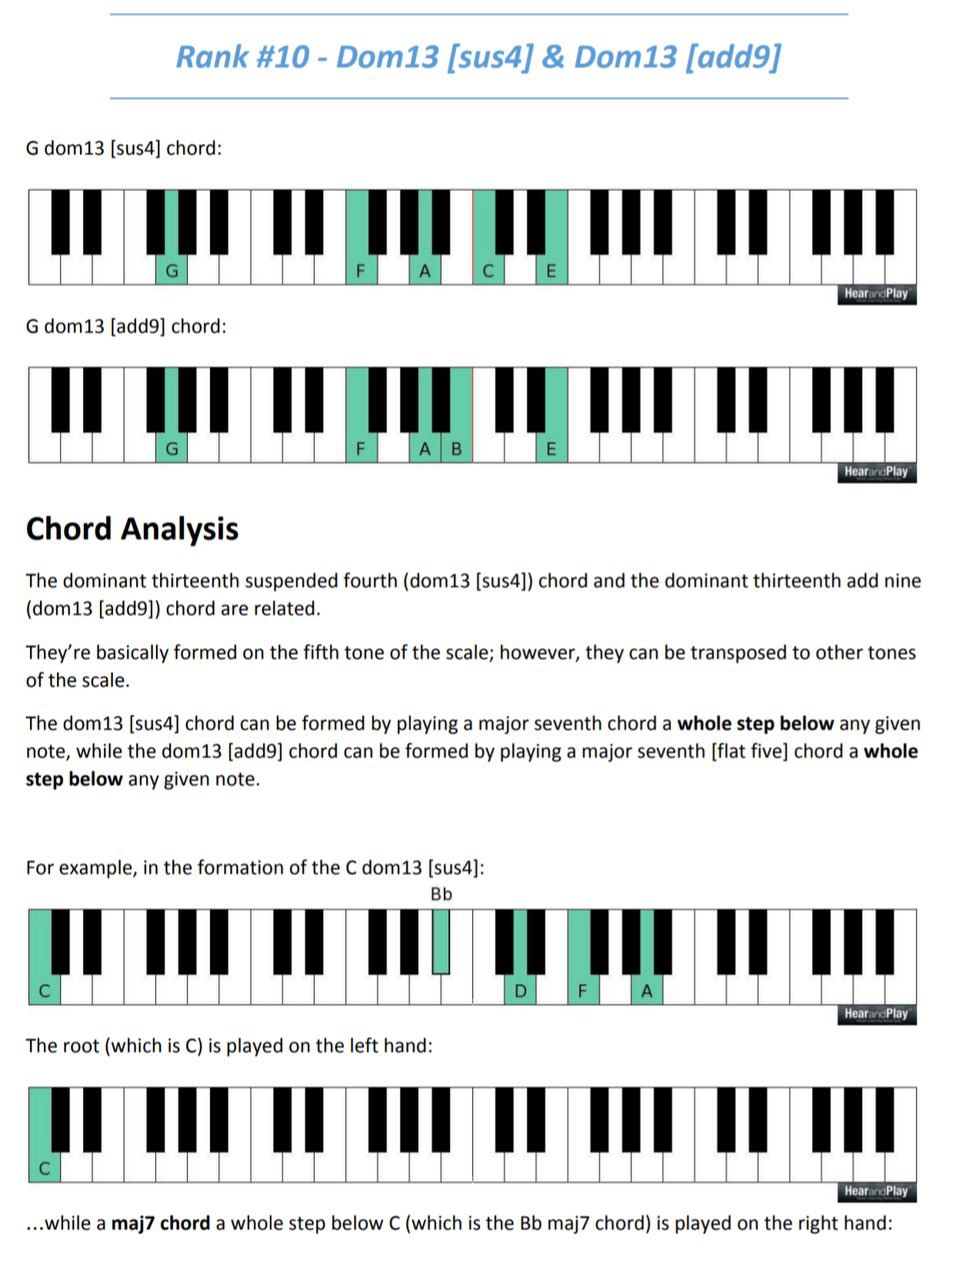 Rank #10 - Dom13 [sus4] & Dom13 [add9]
G dom13 [sus4] chord:
G F A C E
HearandPlay
G dom13 [add9] chord:
G F A B E
HearandPlay
Chord Analysis
The dominant thirteenth suspended fourth (dom13 [sus4]) chord and the dominant thirteenth add nine
(dom13 [add9]) chord are related.
They’re basically formed on the fifth tone of the scale; however, they can be transposed to other tones
of the scale.
The dom13 [sus4] chord can be formed by playing a major seventh chord a whole step below any given
note, while the dom13 [add9] chord can be formed by playing a major seventh [flat five] chord a whole
step below any given note.
For example, in the formation of the C dom13 [sus4]:
Bb
C D F A
HearandPlay
The root (which is C) is played on the left hand:
C
HearandPlay
...while a maj7 chord a whole step below C (which is the Bb maj7 chord) is played on the right hand: